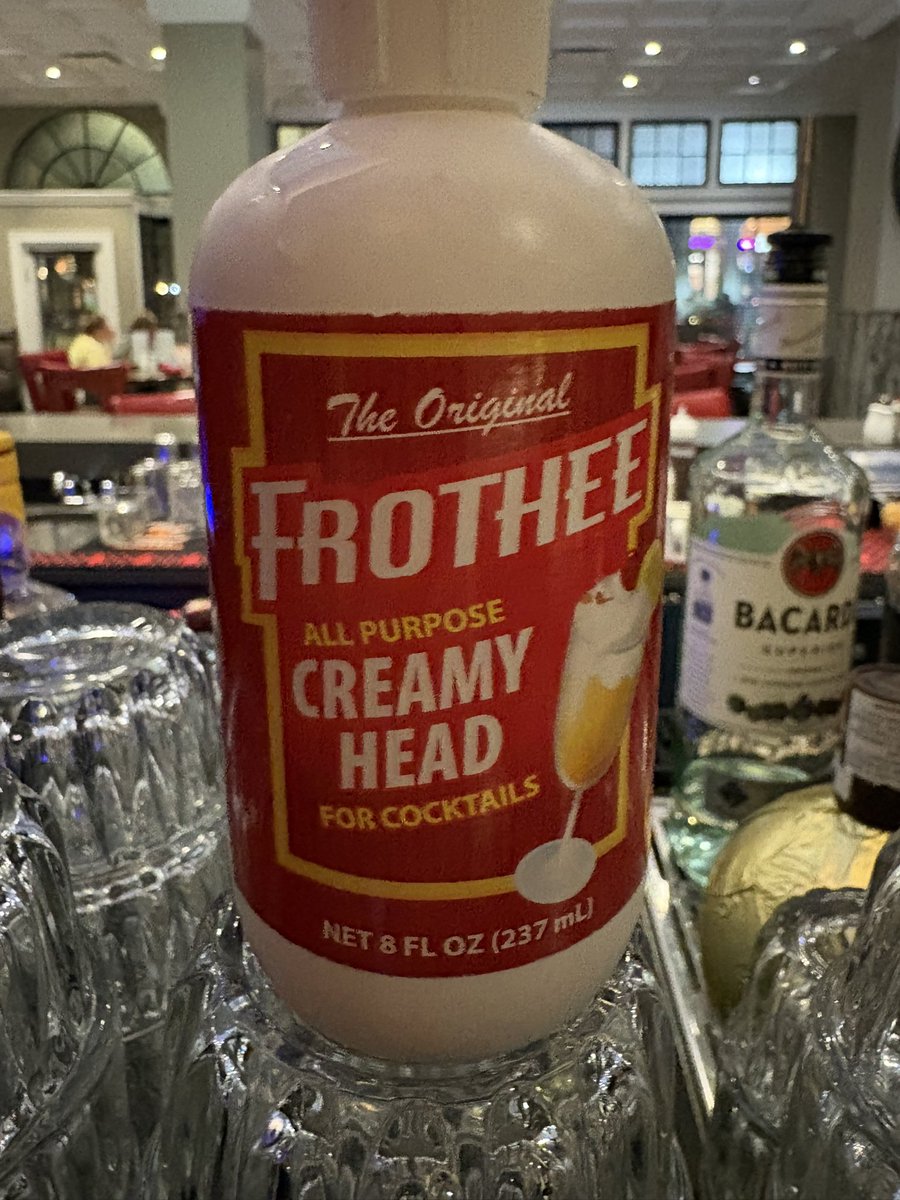 The Original
FROTHEE
ALL PURPOSE
CREAMY
HEAD
FOR COCKTAILS
NET 8 FL OZ (237 mL)
BACARD